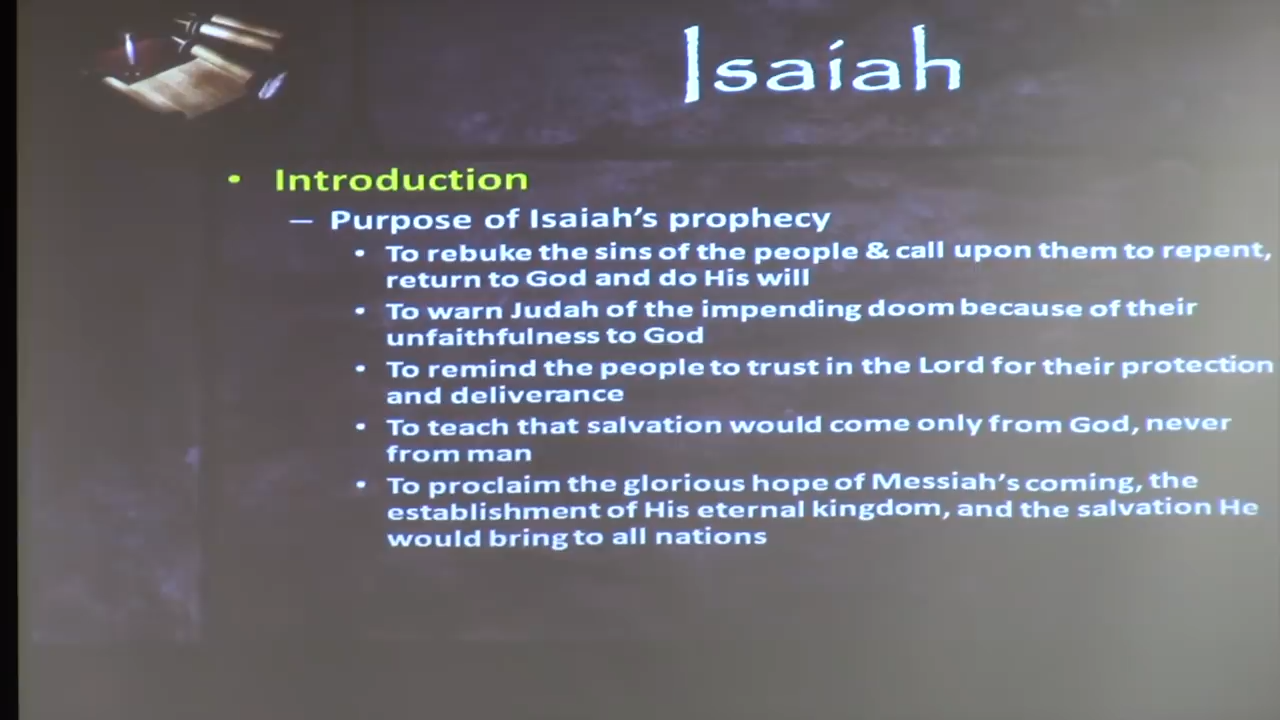 Isaiah
• Introduction
– Purpose of Isaiah's prophecy
• To rebuke the sins of the people & call upon them to repent,
return to God and do His will
• To warn Judah of the impending doom because of their
unfaithfulness to God
• To remind the people to trust in the Lord for their protection
and deliverance
• To teach that salvation would come only from God, never
from man
• To proclaim the glorious hope of Messiah's coming, the
establishment of His eternal kingdom, and the salvation He
would bring to all nations